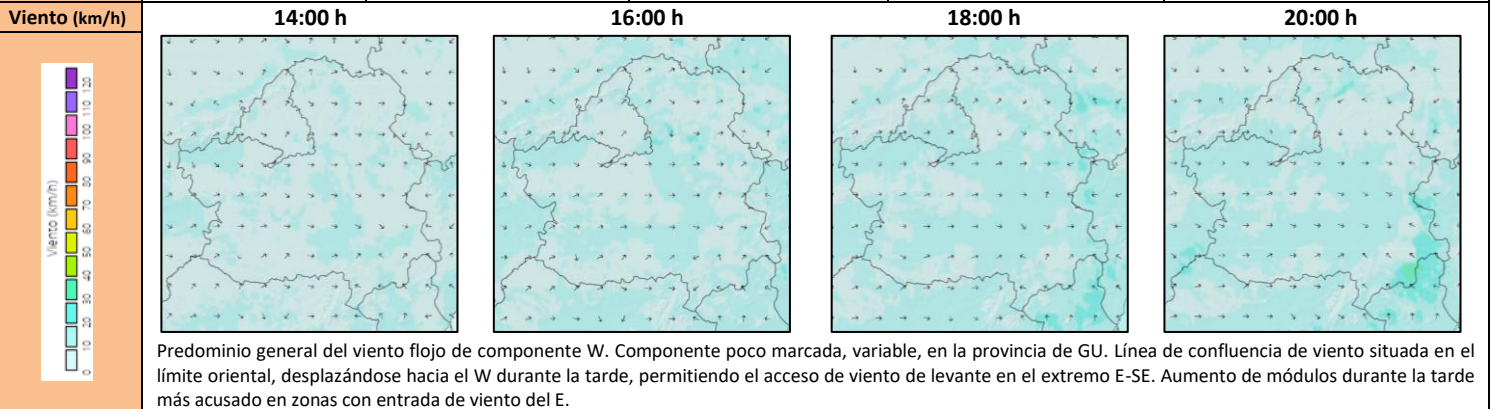 Viento (km/h) 14:00 h 16:00 h 18:00 h 20:00 h
Viento (km/h)
0 10 20 30 40 50 60 70 80 90 100 110 120
Predominio general del viento flojo de componente W. Componente poco marcada, variable, en la provincia de GU. Línea de confluencia de viento situada en el
límite oriental, desplazándose hacia el W durante la tarde, permitiendo el acceso de viento de levante en el extremo E-SE. Aumento de módulos durante la tarde
más acusado en zonas con entrada de viento del E.